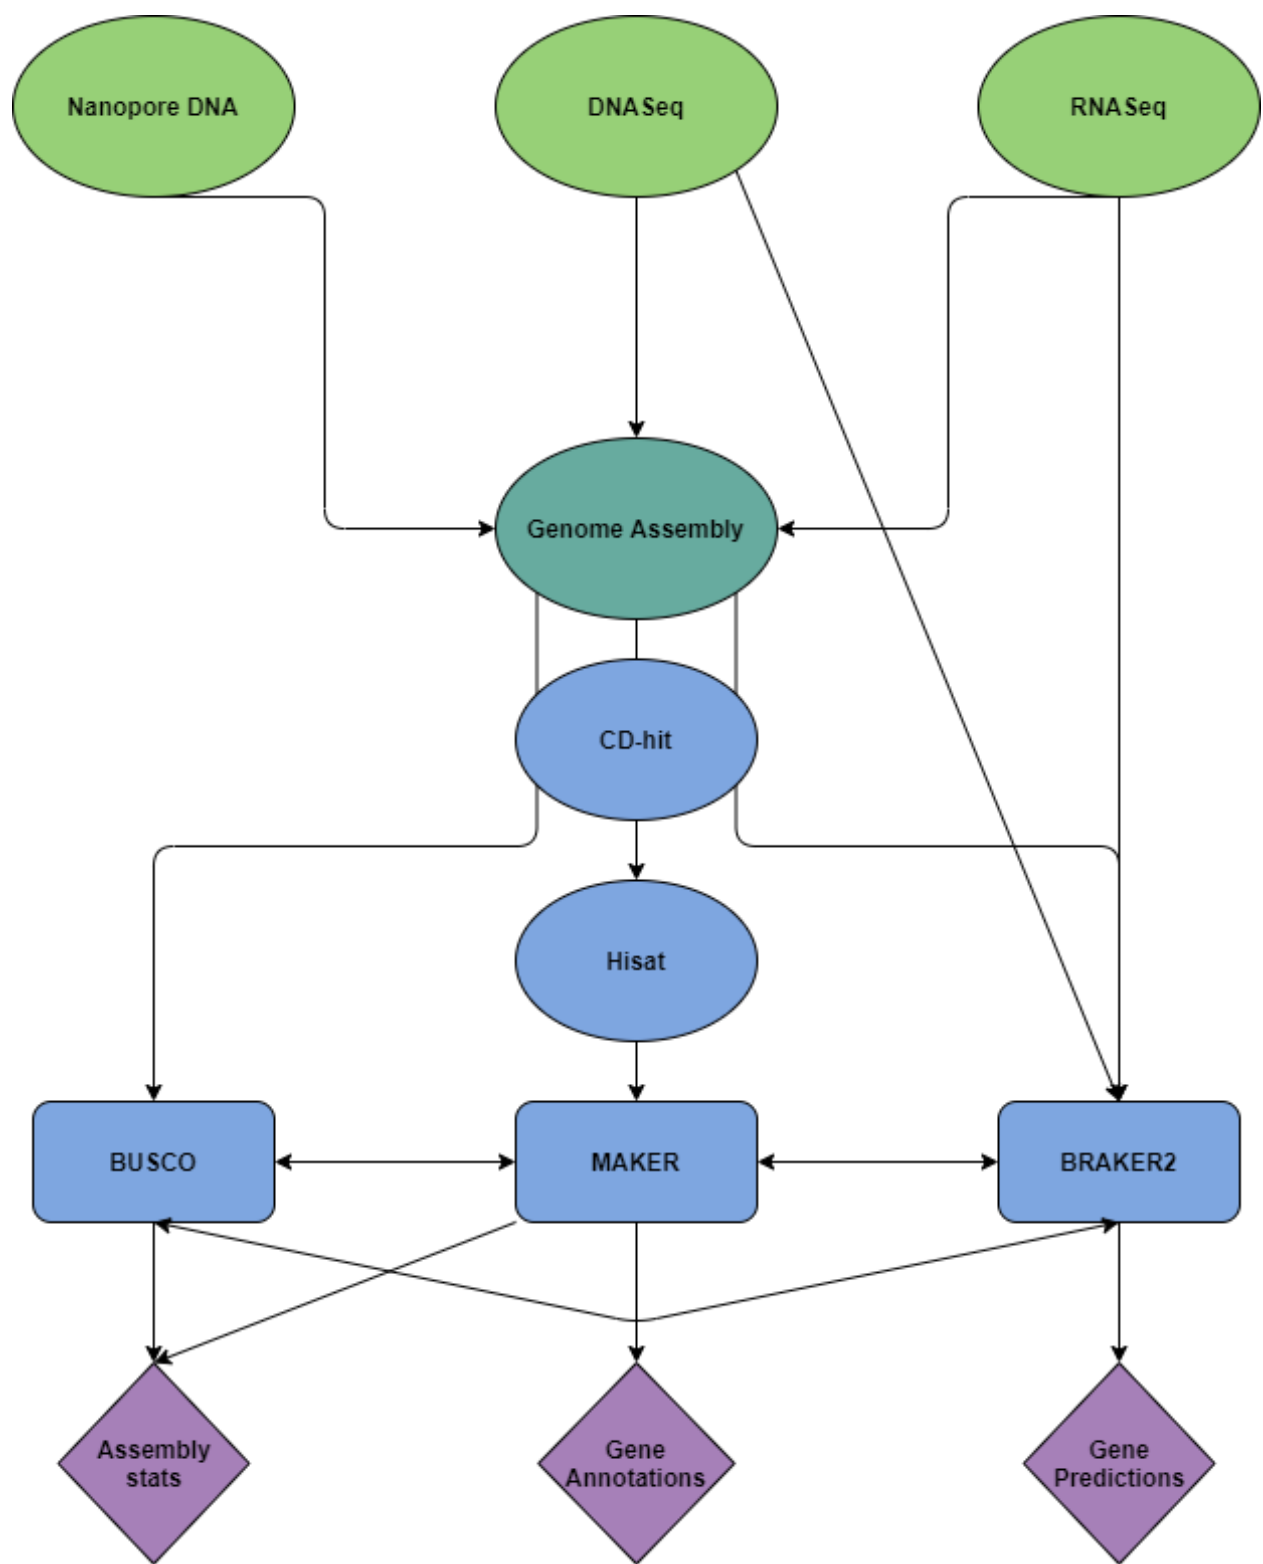 Nanopore DNA
DNASeq
RNASeq
Genome Assembly
CD-hit
Hisat
BUSCO
MAKER
BRAKER2
Assembly
stats
Gene
Annotations
Gene
Predictions